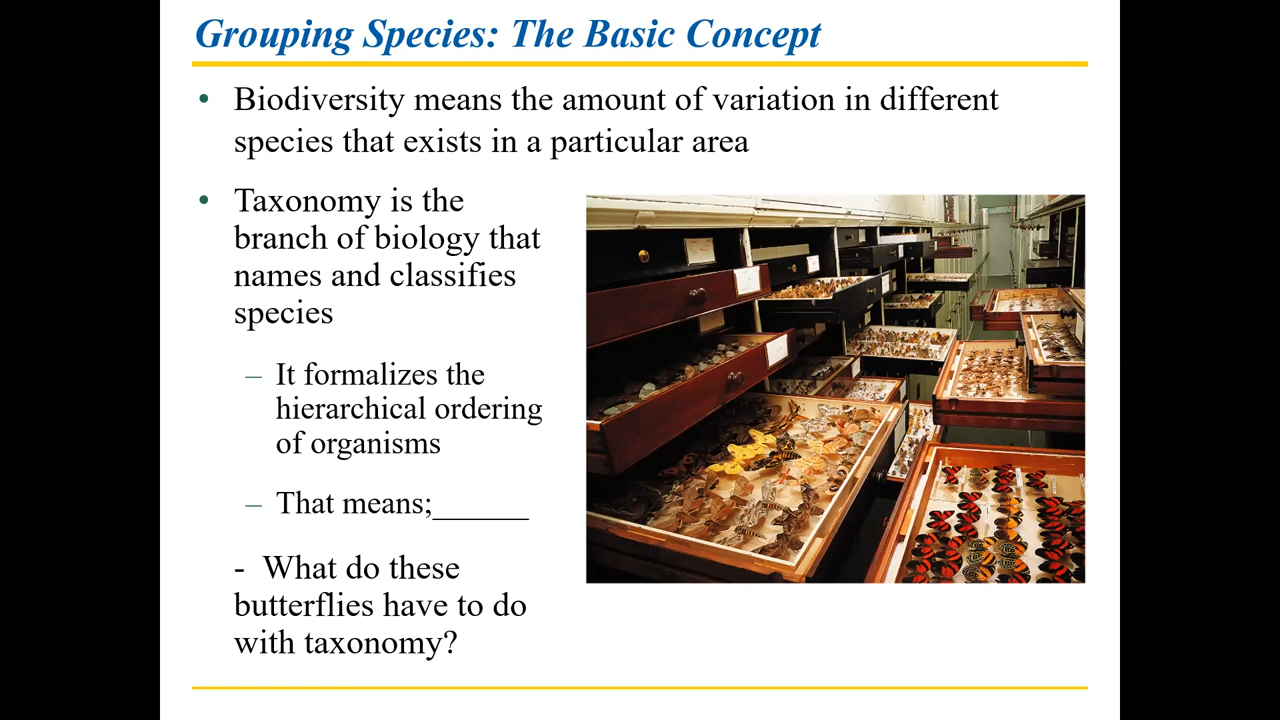 Grouping Species: The Basic Concept
• Biodiversity means the amount of variation in different
species that exists in a particular area
• Taxonomy is the
branch of biology that
names and classifies
species
– It formalizes the
hierarchical ordering
of organisms
– That means;______
- What do these
butterflies have to do
with taxonomy?